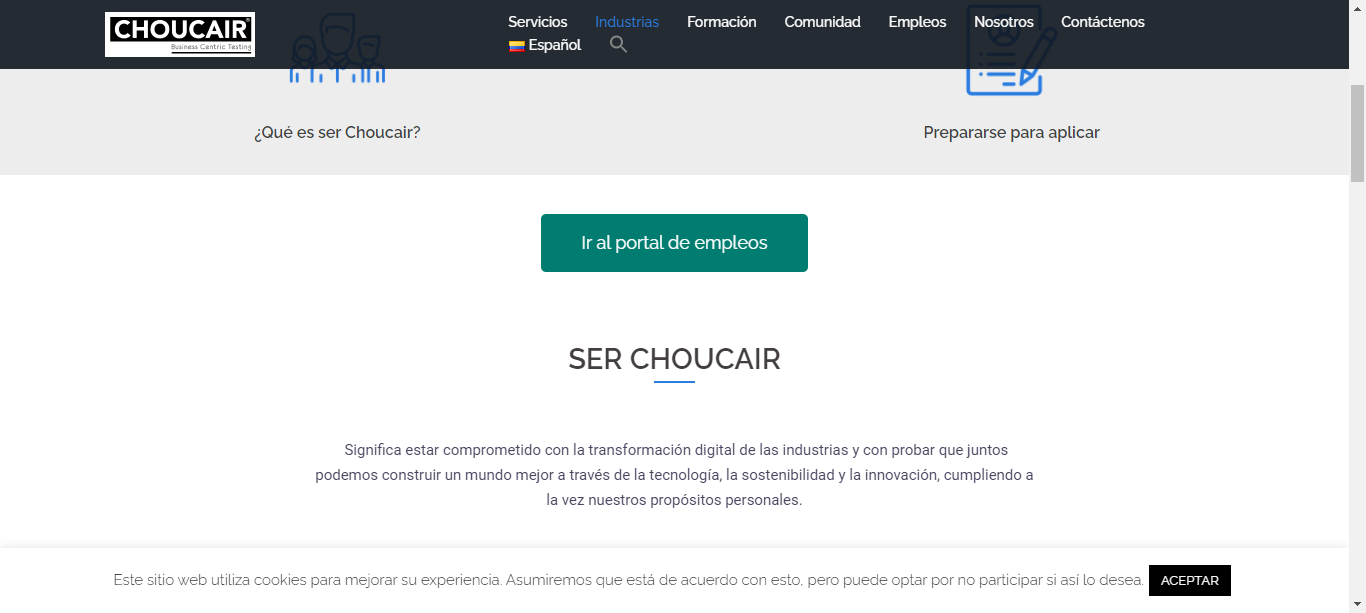 CHOUCAIR®
Business Centric Testing
Servicios Industrias Formación Comunidad Empleos Nosotros Contáctenos
Español
¿Qué es ser Choucair?
Prepararse para aplicar
Ir al portal de empleos
SER CHOUCAIR
Significa estar comprometido con la transformación digital de las industrias y con probar que juntos
podemos construir un mundo mejor a través de la tecnología, la sostenibilidad y la innovación, cumpliendo a
la vez nuestros propósitos personales.
Este sitio web utiliza cookies para mejorar su experiencia. Asumiremos que está de acuerdo con esto, pero puede optar por no participar si así lo desea. ACEPTAR